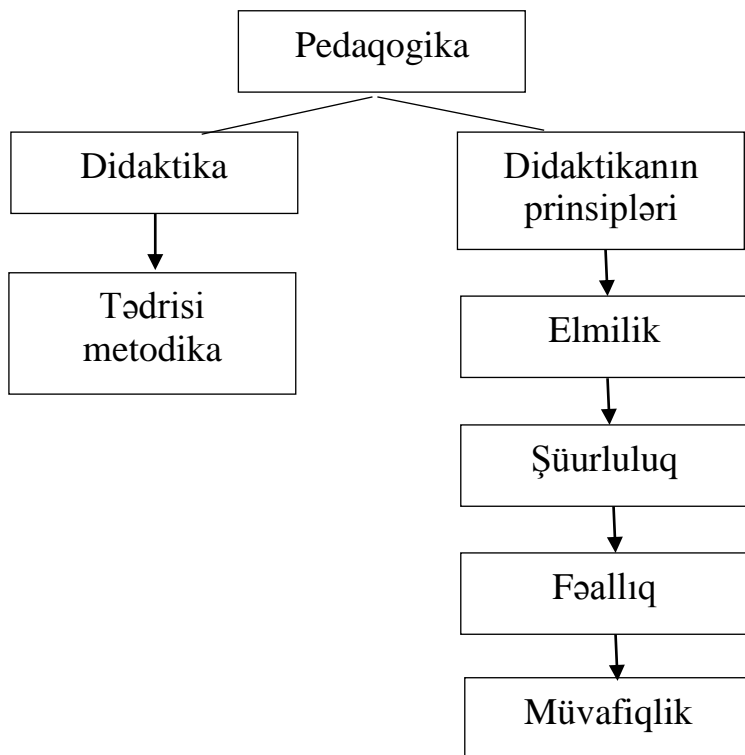 Pedaqogika
Didaktika
Tədrisi
metodika
Didaktikanın
prinsipləri
Elmilik
Şüurluluq
Fəallıq
Müvafiqlik